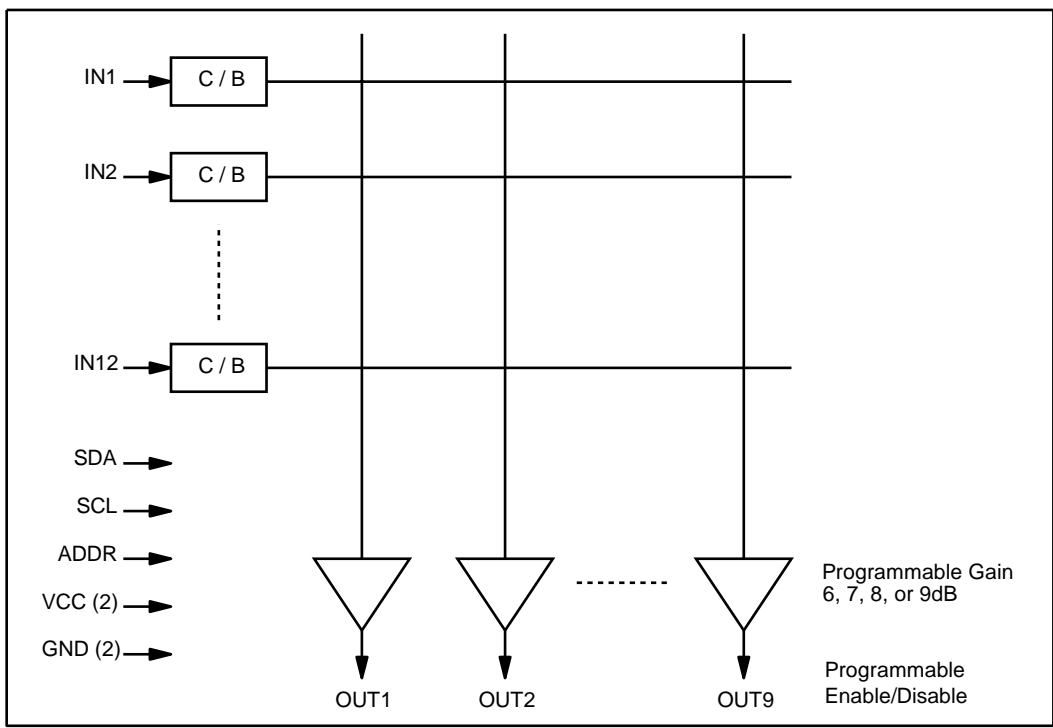 IN1
C / B
IN2
C / B
IN12
C / B
SDA
SCL
ADDR
VCC (2)
GND (2)
Programmable Gain
6, 7, 8, or 9dB
OUT1
OUT2
OUT9
Programmable
Enable/Disable